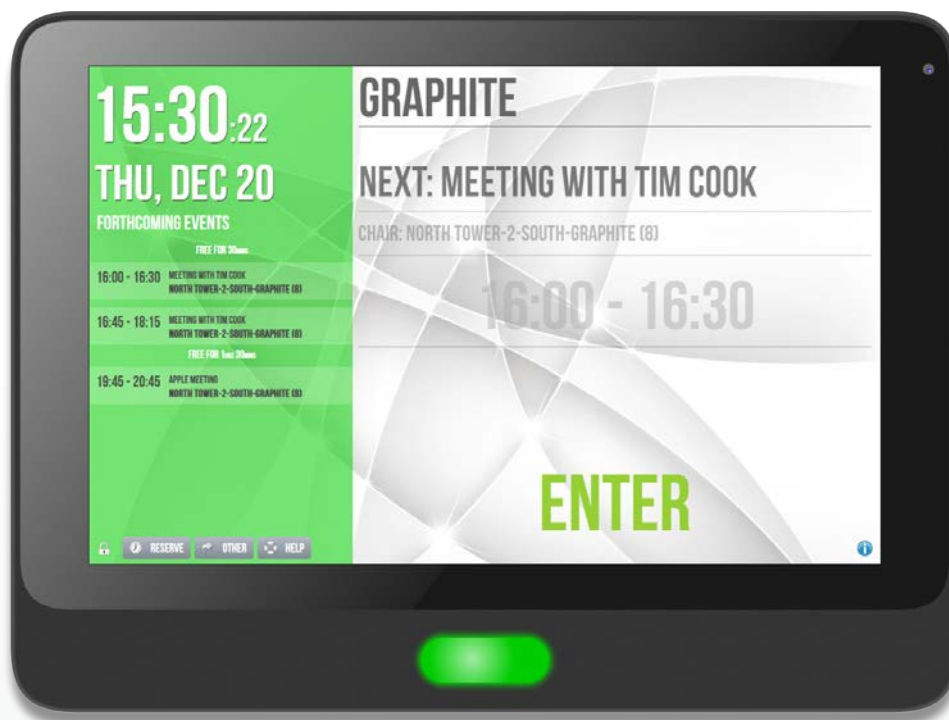 15:30:22
THU, DEC 20
FORTHCOMING EVENTS
FREE FOR 30MINS
16:00 - 16:30 MEETING WITH TIM COOK
NORTH TOWER-2-SOUTH-GRAPHITE (8)
16:45 - 18:15 MEETING WITH TIM COOK
NORTH TOWER-2-SOUTH-GRAPHITE (8)
FREE FOR 1HRS 30MINS
19:45 - 20:45 APPLE MEETING
NORTH TOWER-2-SOUTH-GRAPHITE (8)
RESERVE OTHER HELP
GRAPHITE
NEXT: MEETING WITH TIM COOK
CHAIR: NORTH TOWER-2-SOUTH-GRAPHITE (8)
16:00 - 16:30
ENTER
i